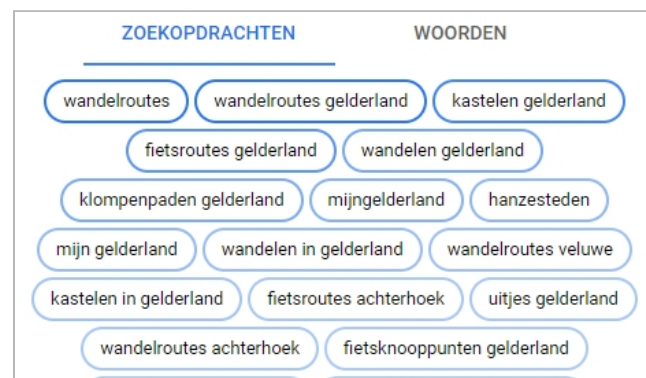 ZOEKOPDRACHTEN WOORDEN
wandelroutes wandelroutes gelderland kastelen gelderland
fietsroutes gelderland wandelen gelderland
klompenpaden gelderland mijngelderland hanzesteden
mijn gelderland wandelen in gelderland wandelroutes veluwe
kastelen in gelderland fietsroutes achterhoek uitjes gelderland
wandelroutes achterhoek fietsknooppunten gelderland